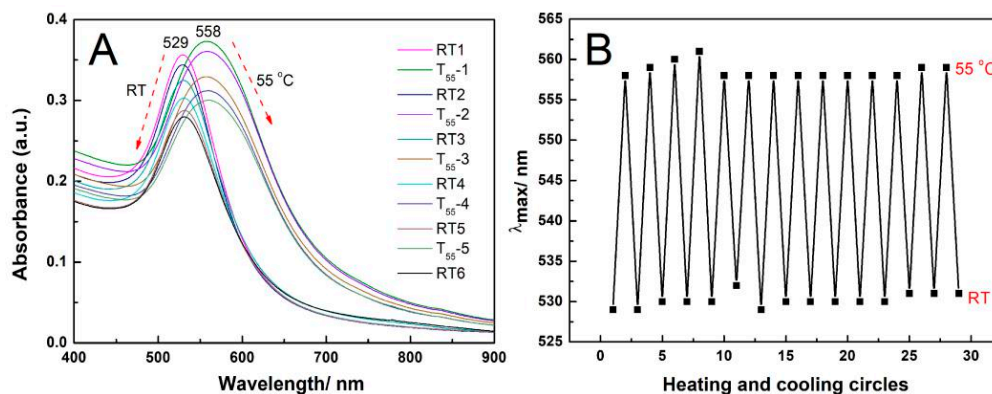 A
529
558
RT
55 °C
RT1
T55-1
RT2
T55-2
RT3
T55-3
RT4
T55-4
RT5
T55-5
RT6
Absorbance (a.u.)
0.4
0.3
0.2
0.1
0.0
400 500 600 700 800 900
Wavelength/ nm
B
55 °C
RT
λmax/ nm
565
560
555
550
545
540
535
530
525
0 5 10 15 20 25 30
Heating and cooling circles